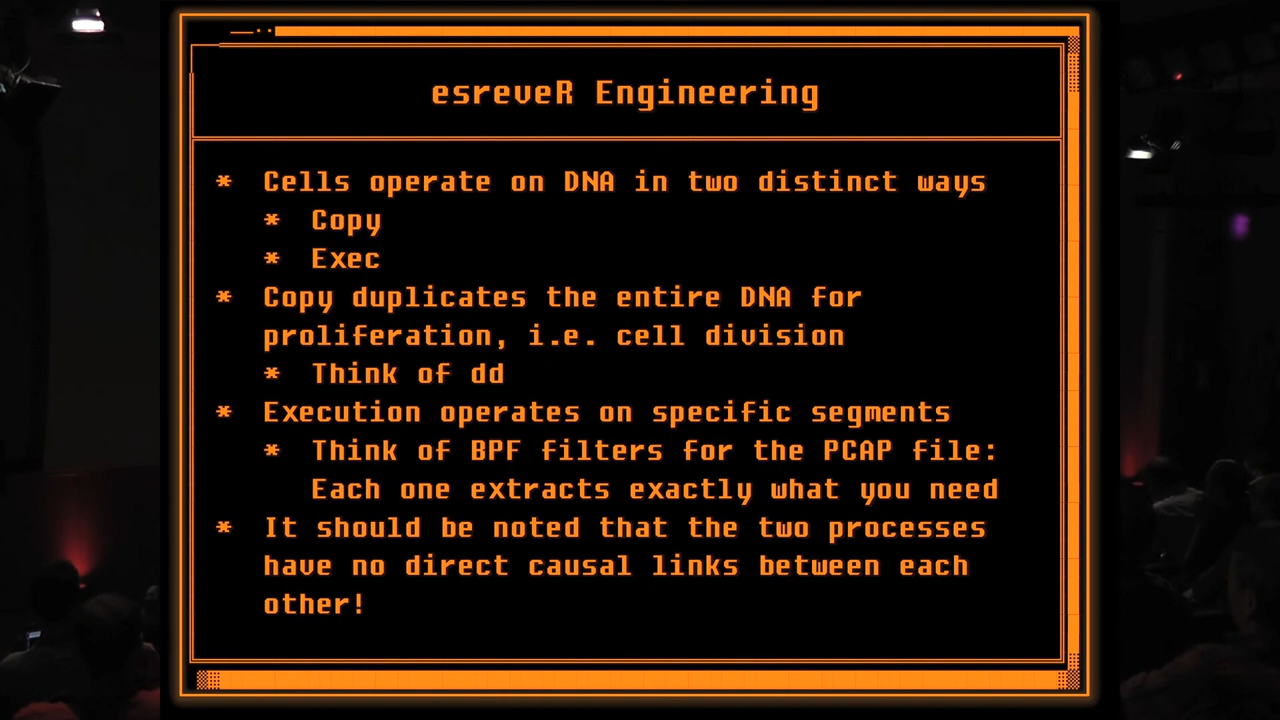 esreveR Engineering
* Cells operate on DNA in two distinct ways
* Copy
* Exec
* Copy duplicates the entire DNA for
proliferation, i.e. cell division
* Think of dd
* Execution operates on specific segments
* Think of BPF filters for the PCAP file:
Each one extracts exactly what you need
* It should be noted that the two processes
have no direct causal links between each
other!